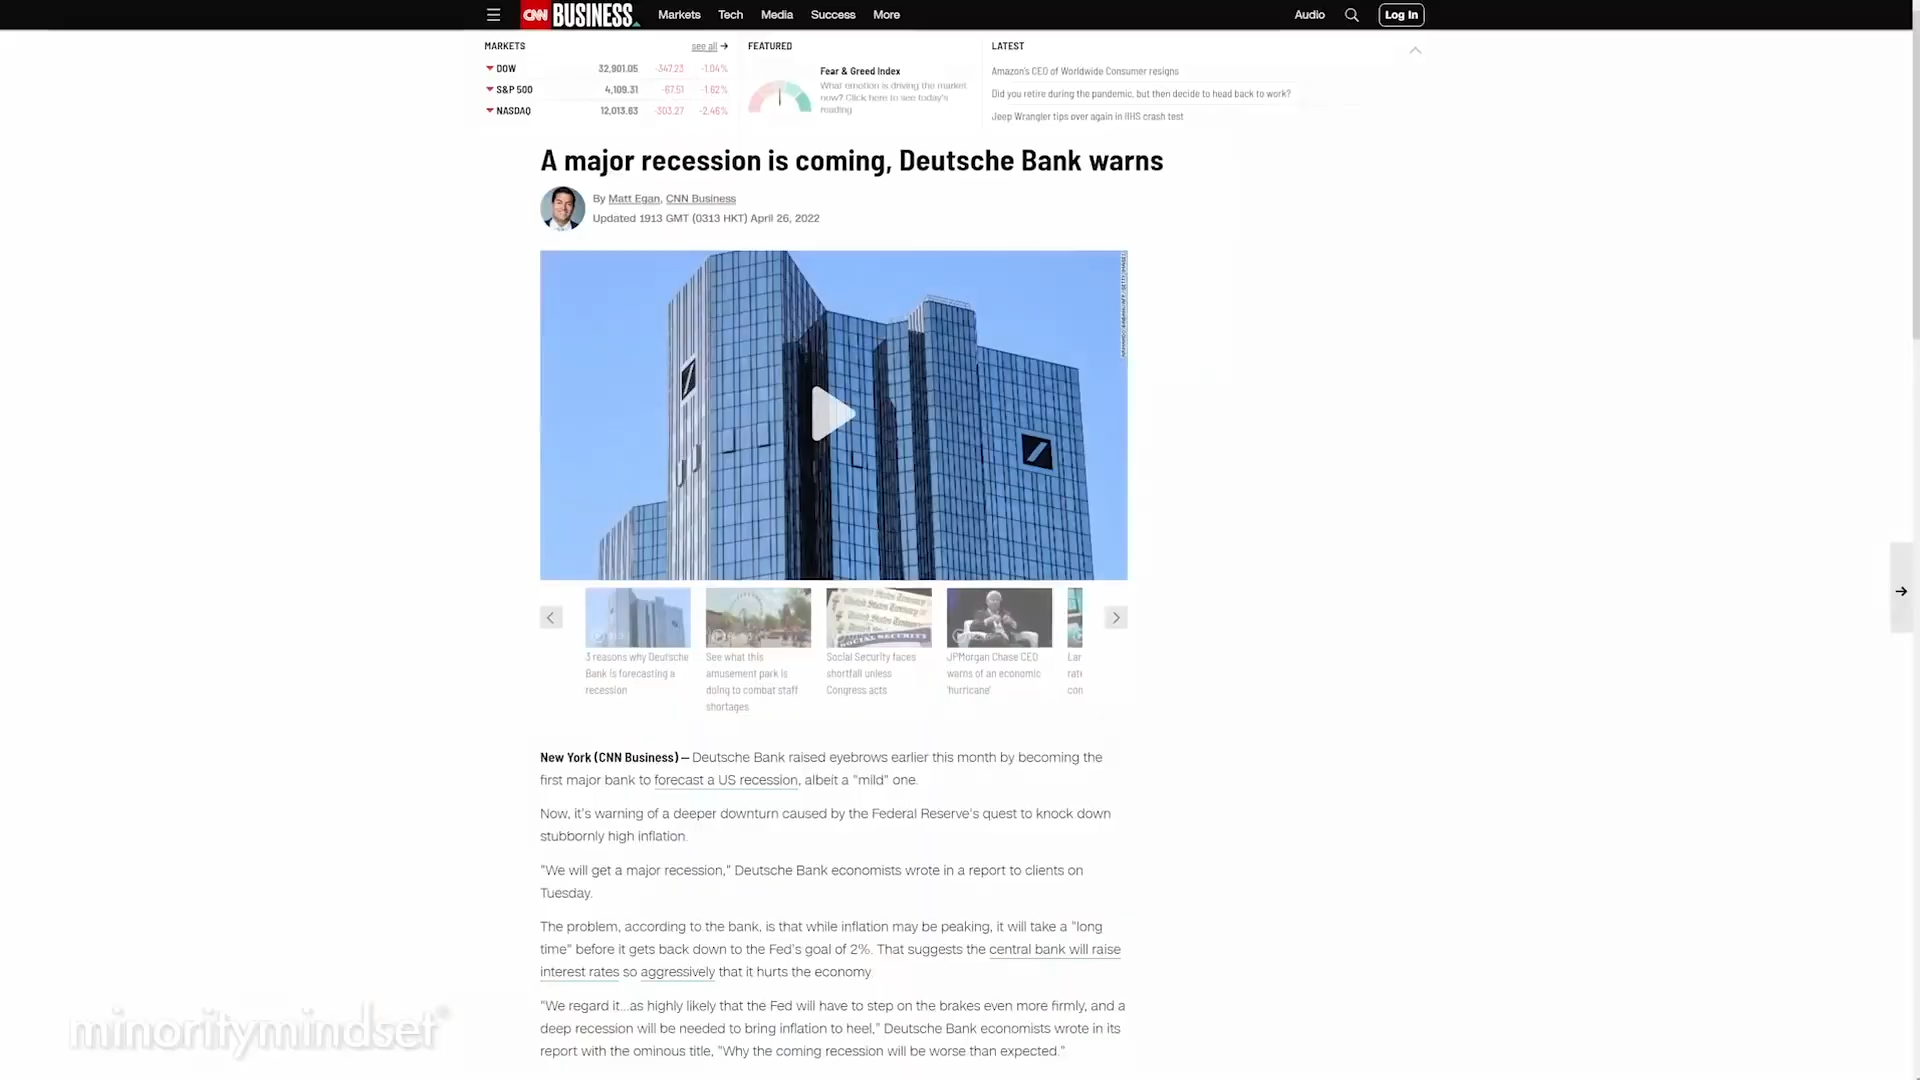 CNN BUSINESS
Markets Tech Media Success More
Audio
Log In
MARKETS
see all
DOW 32,901.05 -347.23 -1.04%
S&P 500 4,109.31 -67.51 -1.62%
NASDAQ 12,013.63 -303.27 -2.46%
FEATURED
Fear & Greed Index
What emotion is driving the market
now? Click here to see today's
reading
LATEST
Amazon's CEO of Worldwide Consumer resigns
Did you retire during the pandemic, but then decide to head back to work?
Jeep Wrangler tips over again in IIHS crash test
A major recession is coming, Deutsche Bank warns
By Matt Egan, CNN Business
Updated 1913 GMT (0313 HKT) April 26, 2022
SOCIAL SECURITY
3 reasons why Deutsche
Bank is forecasting a
recession
See what this
amusement park is
doing to combat staff
shortages
Social Security faces
shortfall unless
Congress acts
JPMorgan Chase CEO
warns of an economic
'hurricane'
Lar
rate
con
New York (CNN Business) — Deutsche Bank raised eyebrows earlier this month by becoming the
first major bank to forecast a US recession, albeit a "mild" one.
Now, it's warning of a deeper downturn caused by the Federal Reserve's quest to knock down
stubbornly high inflation.
"We will get a major recession," Deutsche Bank economists wrote in a report to clients on
Tuesday.
The problem, according to the bank, is that while inflation may be peaking, it will take a "long
time" before it gets back down to the Fed's goal of 2%. That suggests the central bank will raise
interest rates so aggressively that it hurts the economy
"We regard it...as highly likely that the Fed will have to step on the brakes even more firmly, and a
deep recession will be needed to bring inflation to heel," Deutsche Bank economists wrote in its
report with the ominous title, "Why the coming recession will be worse than expected."
minoritymindset